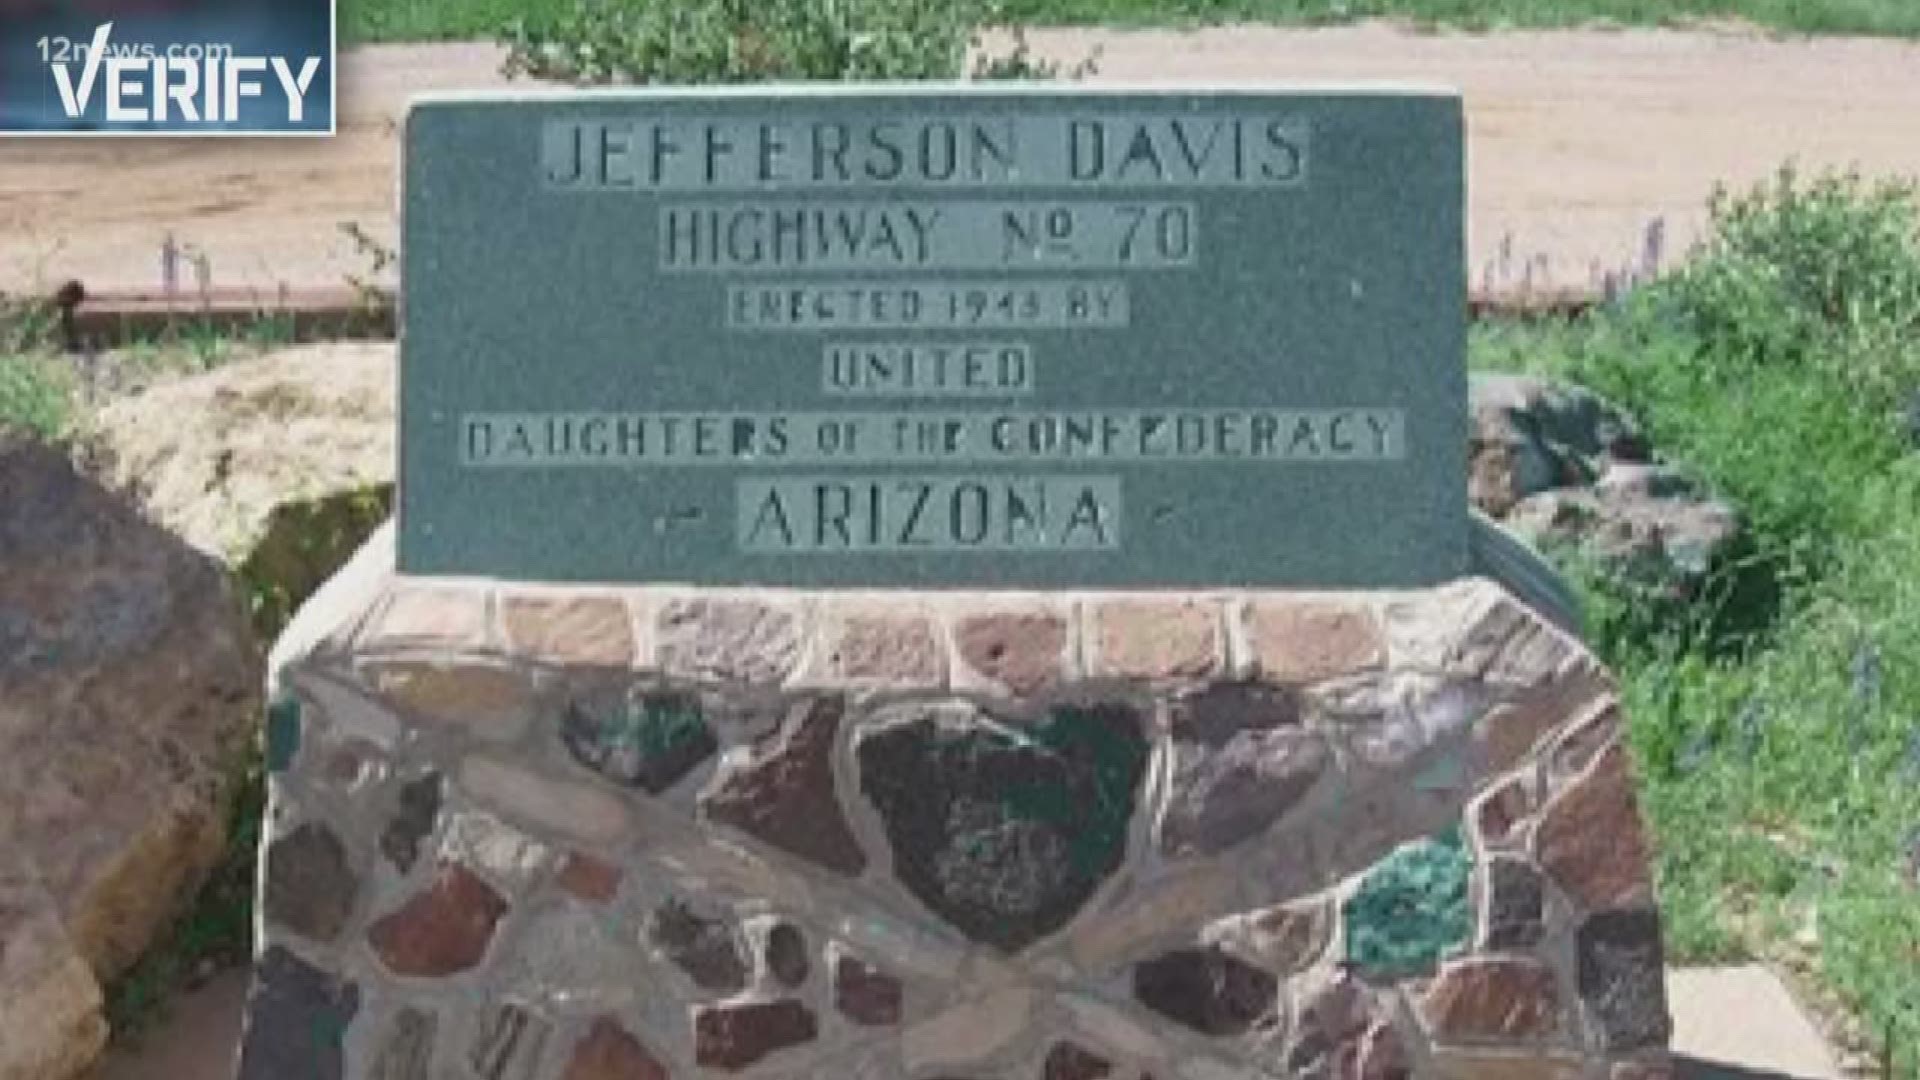 12news.com
VERIFY
JEFFERSON DAVIS
HIGHWAY Nº 70
ERECTED 1943 BY
UNITED
DAUGHTERS OF THE CONFEDERACY
- ARIZONA -